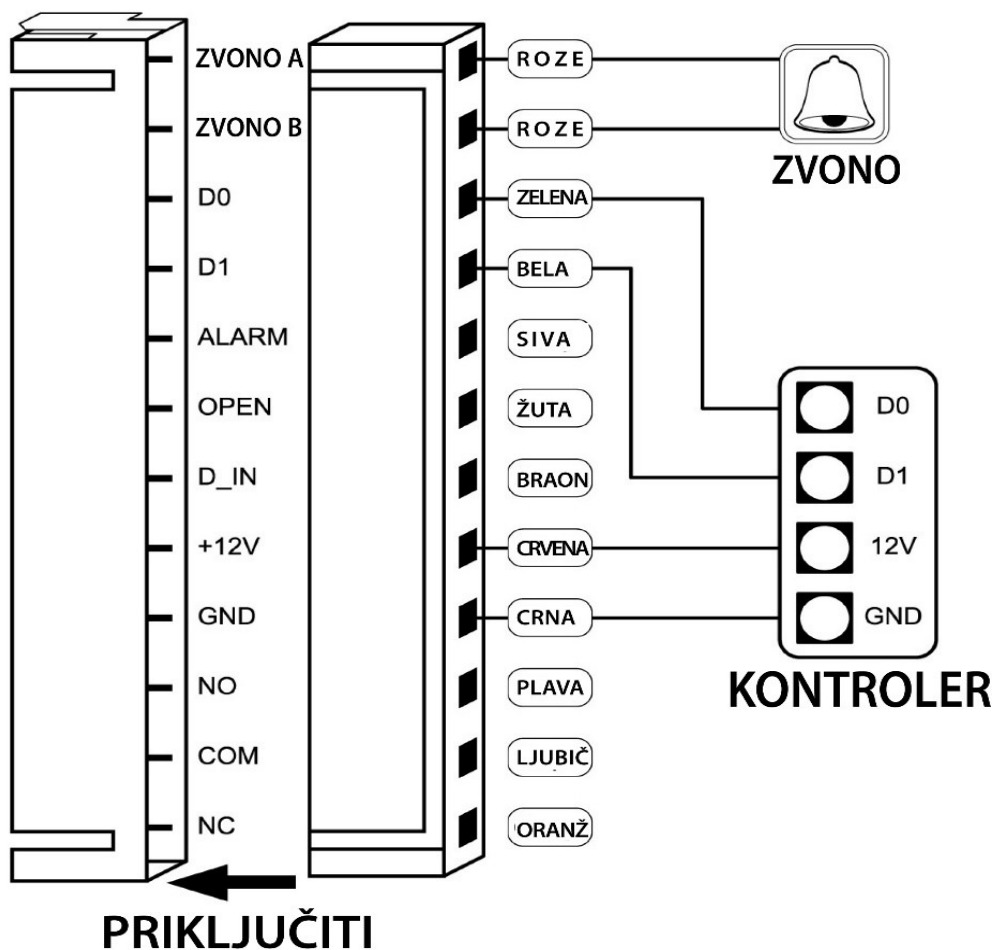 ZVONO A
ZVONO B
D0
D1
ALARM
OPEN
D_IN
+12V
GND
NO
COM
NC
PRIKLJUČITI
ROZE
ROZE
ZELENA
BELA
SIVA
ŽUTA
BRAON
CRVENA
CRNA
PLAVA
LJUBIČ
ORANŽ
ZVONO
D0
D1
12V
GND
KONTROLER